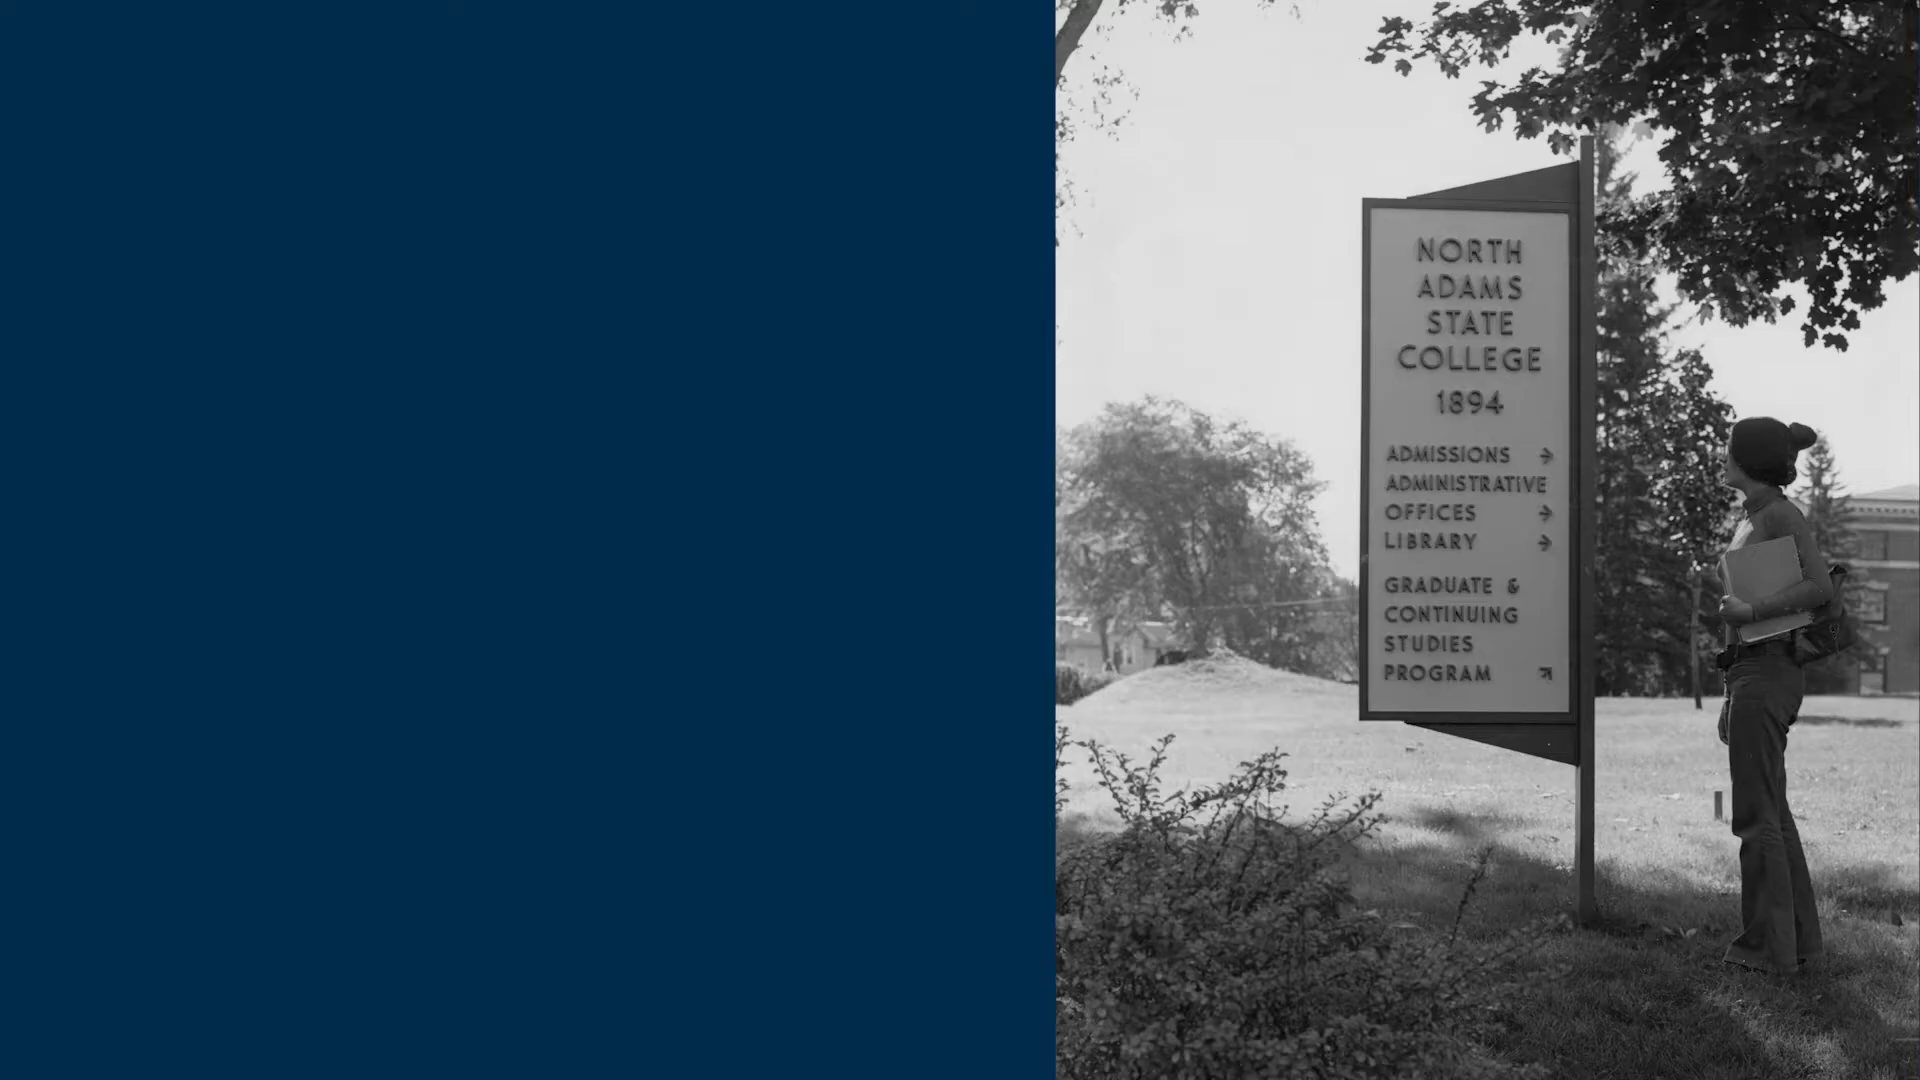 NORTH
ADAMS
STATE
COLLEGE
1894
ADMISSIONS →
ADMINISTRATIVE
OFFICES →
LIBRARY →
GRADUATE &
CONTINUING
STUDIES
PROGRAM ↗